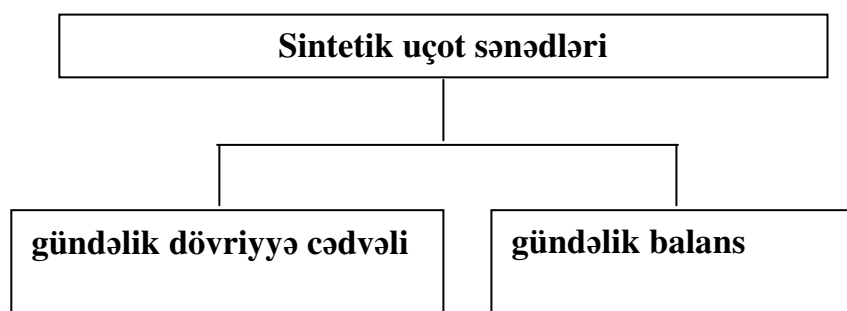 Sintetik uçot sənədləri
gündəlik dövriyyə cədvəli
gündəlik balans